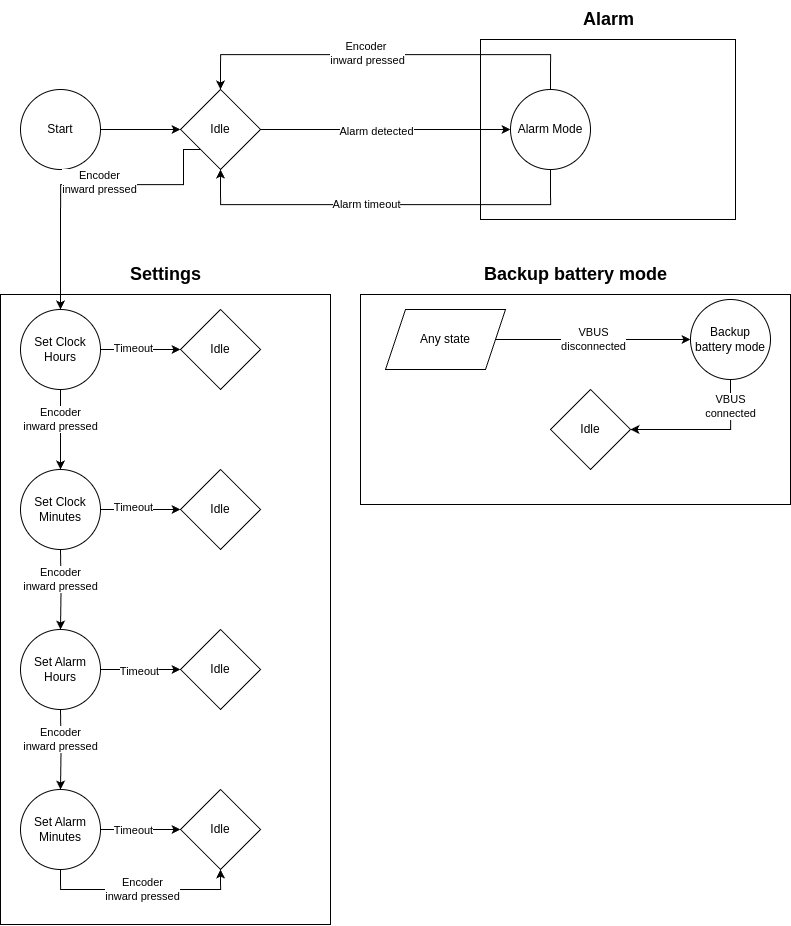 Alarm
Encoder
inward pressed
Start
Idle
Alarm detected
Alarm Mode
Encoder
inward pressed
Alarm timeout
Settings
Set Clock
Hours
Timeout
Idle
Encoder
inward pressed
Set Clock
Minutes
Timeout
Idle
Encoder
inward pressed
Set Alarm
Hours
Timeout
Idle
Encoder
inward pressed
Set Alarm
Minutes
Timeout
Idle
Encoder
inward pressed
Backup battery mode
Any state
VBUS
disconnected
Backup
battery mode
VBUS
connected
Idle